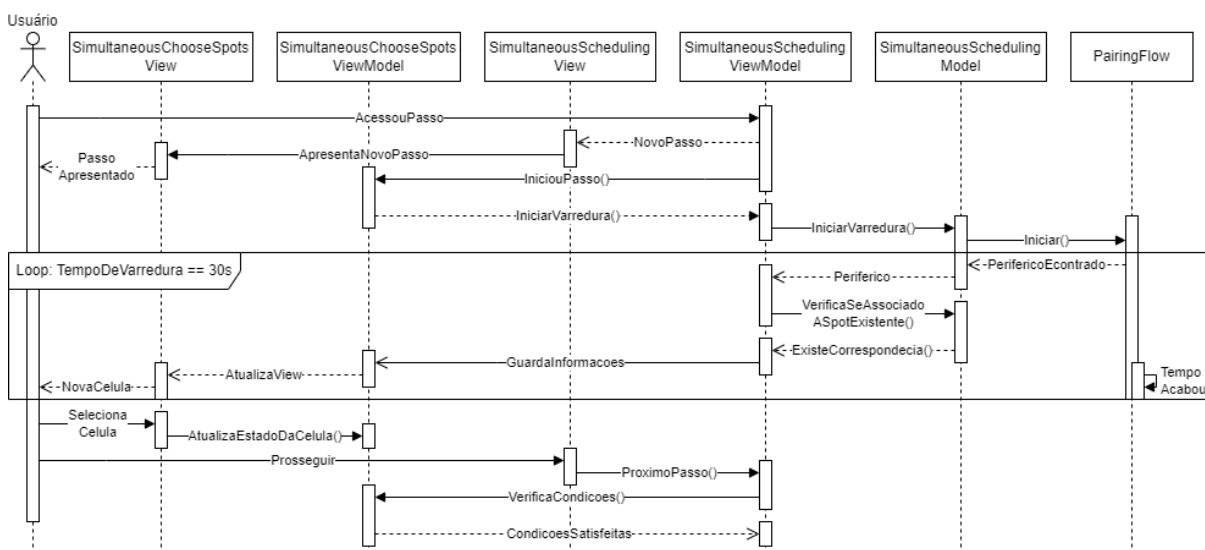 Usuário
SimultaneousChooseSpots
View
SimultaneousChooseSpots
ViewModel
SimultaneousScheduling
View
SimultaneousScheduling
ViewModel
SimultaneousScheduling
Model
PairingFlow
AcessouPasso
NovoPasso
ApresentaNovoPasso
Passo
Apresentado
IniciouPasso()
IniciarVarredura()
IniciarVarredura()
Iniciar()
Loop: TempoDeVarredura == 30s
PerifericoEcontrado
Periferico
VerificaSeAssociado
ASpotExistente()
ExisteCorrespondecia()
GuardaInformacoes
AtualizaView
NovaCelula
Tempo
Acabou
Seleciona
Celula
AtualizaEstadoDaCelula()
Prosseguir
ProximoPasso()
VerificaCondicoes()
CondicoesSatisfeitas